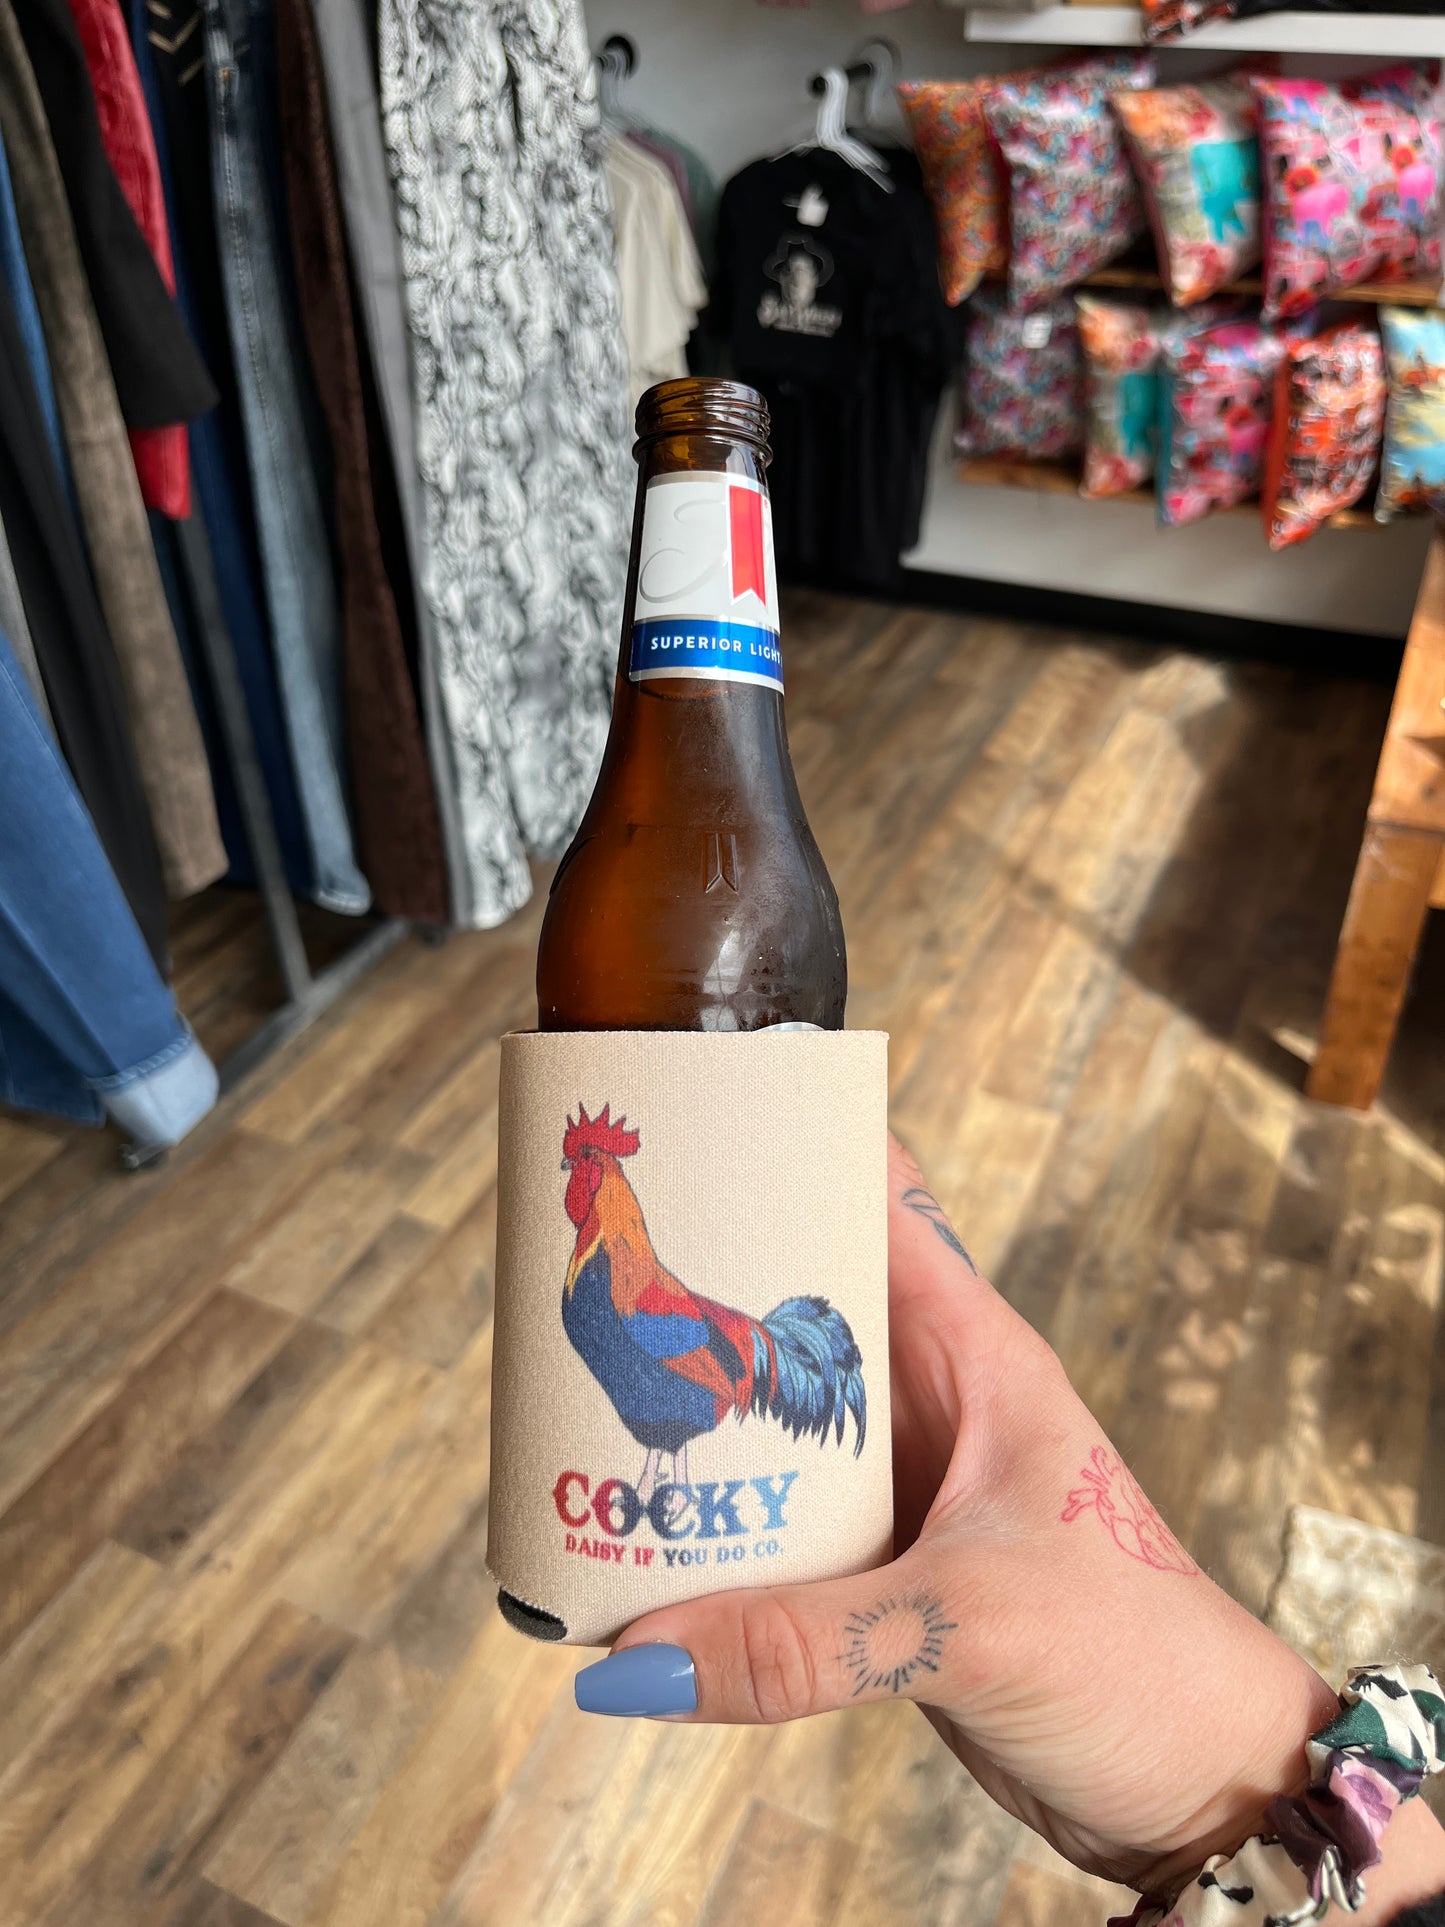 SUPERIOR LIGHT
COCKY
DAISY IF YOU DO CO.